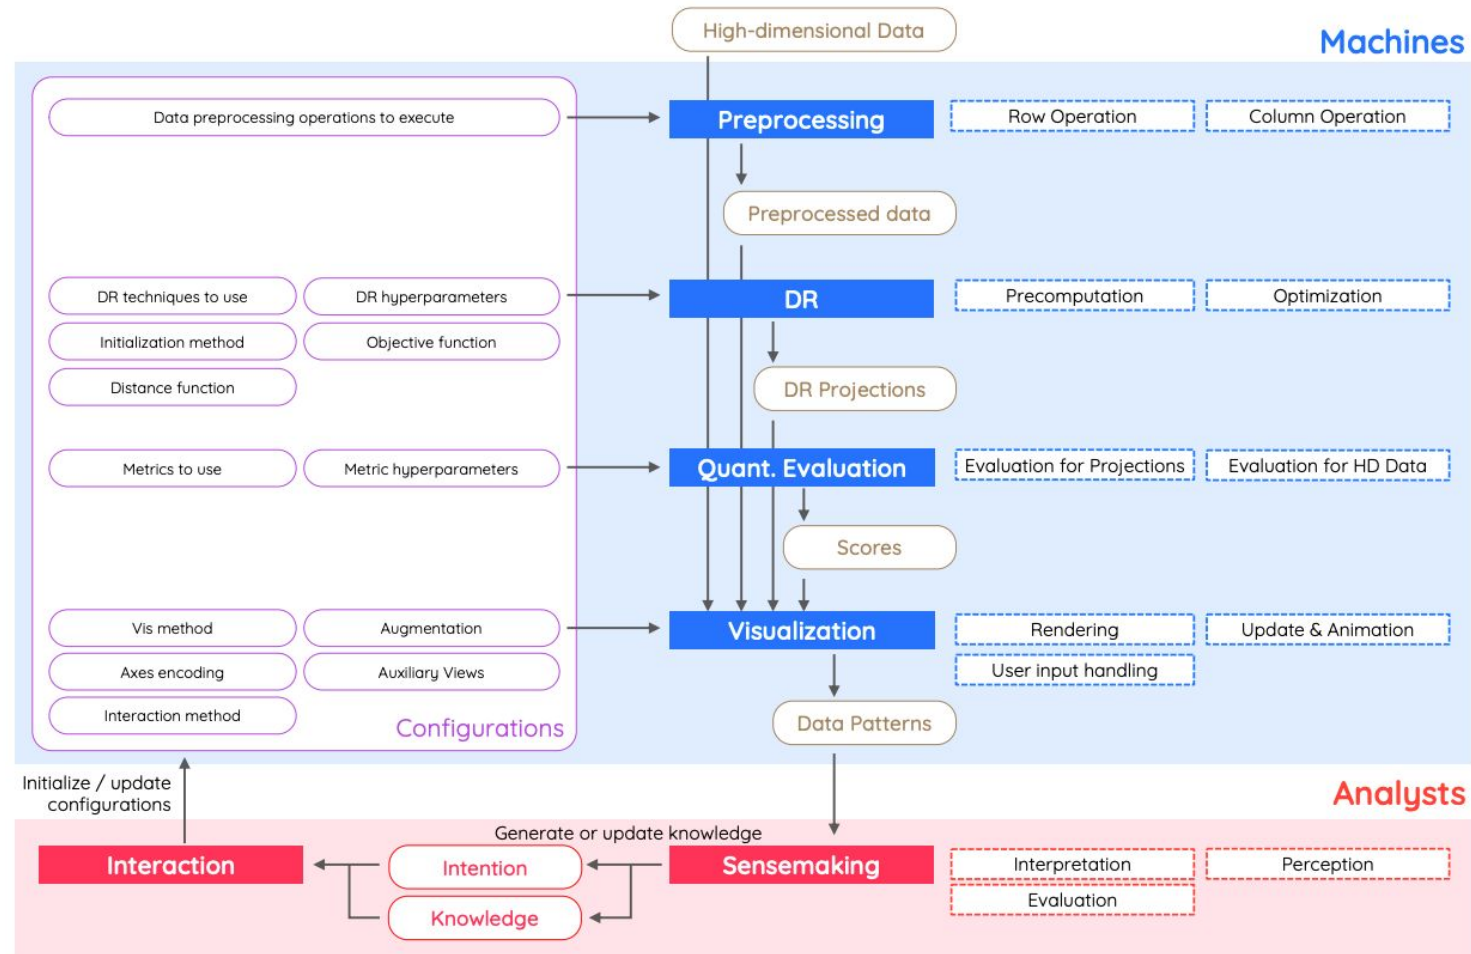 High-dimensional Data
Machines
Data preprocessing operations to execute
Preprocessing
Row Operation
Column Operation
Preprocessed data
DR techniques to use
DR hyperparameters
DR
Precomputation
Optimization
Initialization method
Objective function
Distance function
DR Projections
Metrics to use
Metric hyperparameters
Quant. Evaluation
Evaluation for Projections
Evaluation for HD Data
Scores
Vis method
Augmentation
Visualization
Rendering
Update & Animation
Axes encoding
Auxiliary Views
User input handling
Interaction method
Configurations
Data Patterns
Initialize / update
configurations
Analysts
Generate or update knowledge
Interaction
Intention
Sensemaking
Interpretation
Perception
Evaluation
Knowledge